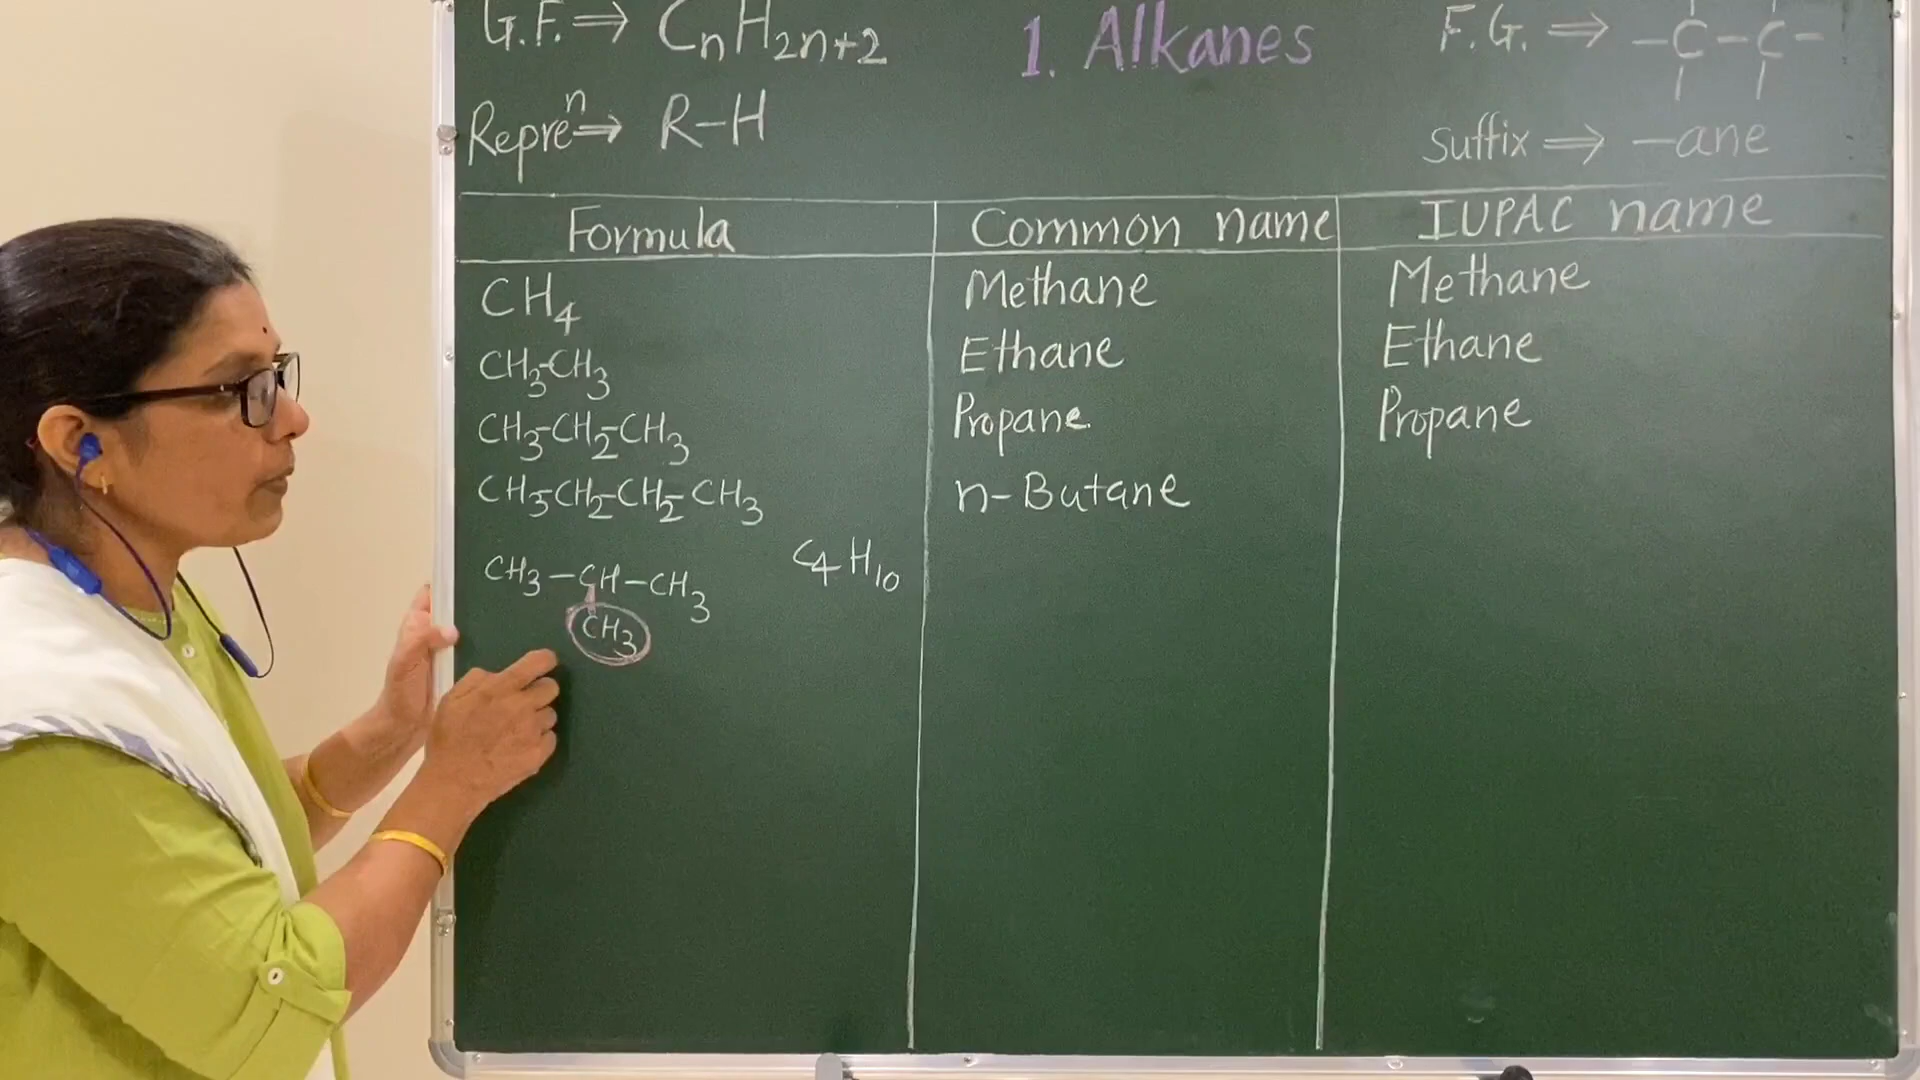 G.F. ⇒ CnH2n+2
1. Alkanes
F.G. ⇒ -C-C-
Repreⁿ ⇒ R-H
Suffix ⇒ -ane
Formula Common name IUPAC name
CH4 Methane Methane
CH3-CH3 Ethane Ethane
CH3-CH2-CH3 Propane Propane
CH3-CH2-CH2-CH3 n-Butane
CH3-CH-CH3 C4H10
CH3